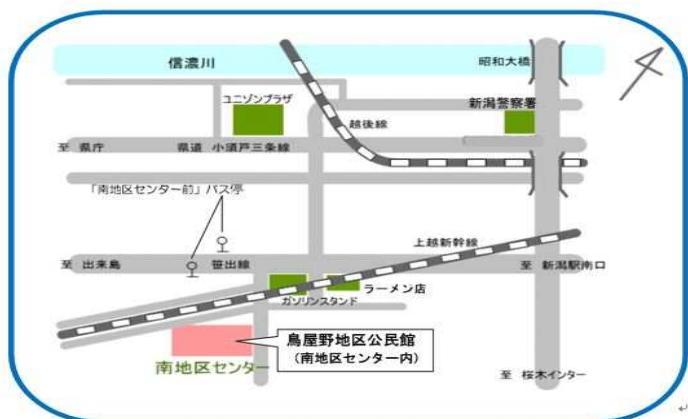 信濃川
昭和大橋
ユニゾンプラザ
新潟警察署
越後線
至 県庁
県道 小須戸三条線
「南地区センター前」バス停
上越新幹線
至 出来島
笹出線
至 新潟駅南口
ラーメン店
ガソリンスタンド
鳥屋野地区公民館
（南地区センター内）
南地区センター
至 桜木インター